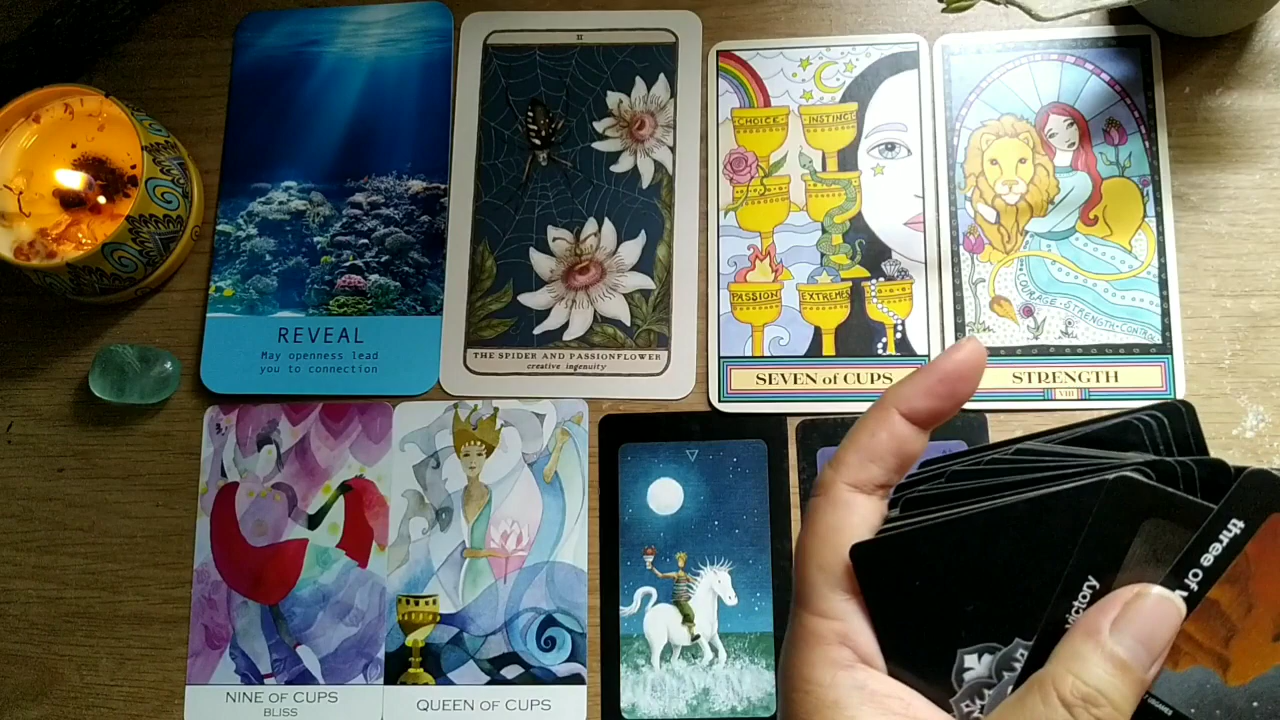 REVEAL
May openness lead
you to connection
II
THE SPIDER AND PASSIONFLOWER
creative ingenuity
CHOICE
INSTINCT
PASSION
EXTREMES
SEVEN of CUPS
COURAGE · STRENGTH · CONTROL
STRENGTH
VIII
NINE OF CUPS
BLISS
QUEEN OF CUPS
three of